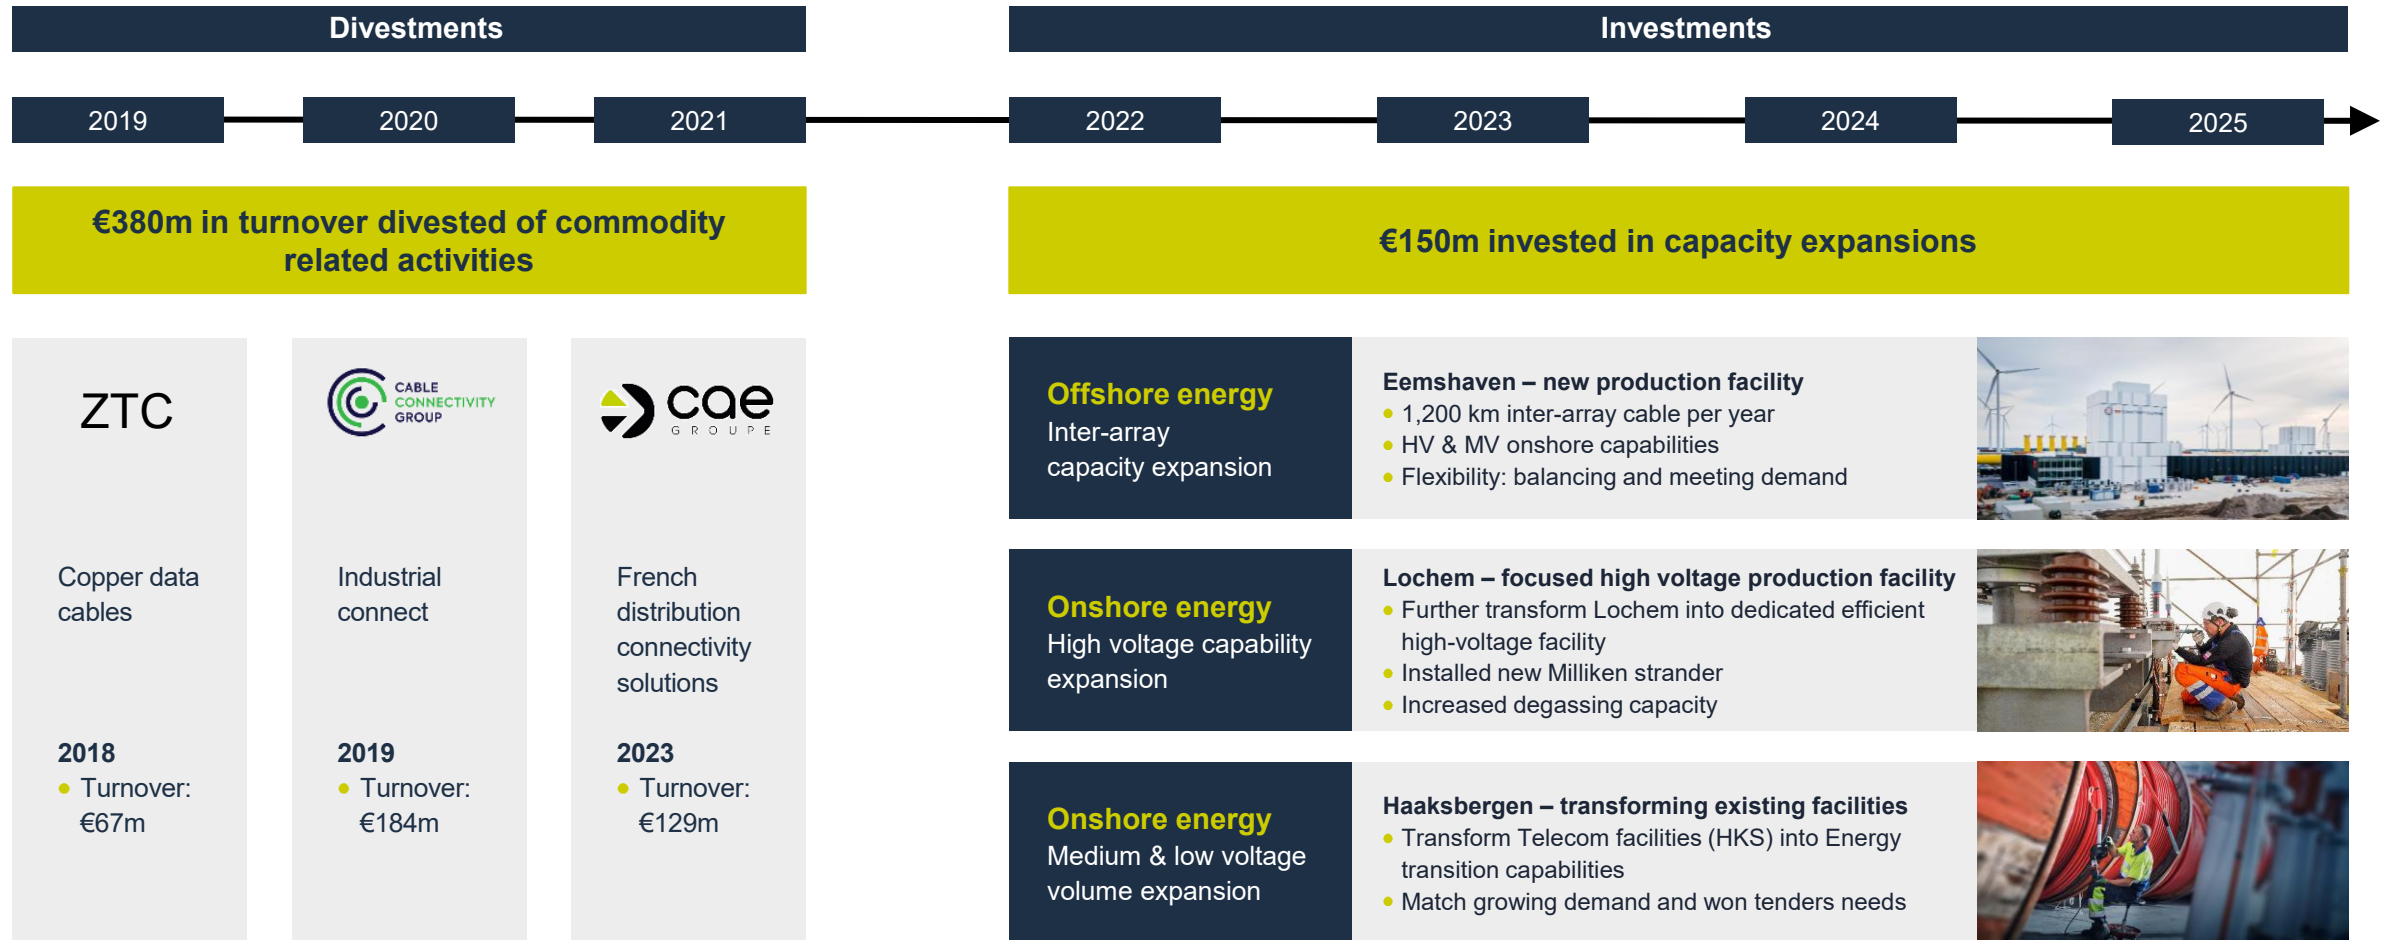 Divestments
Investments
2019
2020
2021
2022
2023
2024
2025
€380m in turnover divested of commodity
related activities
€150m invested in capacity expansions
ZTC
Copper data
cables
2018
• Turnover:
€67m
CABLE
CONNECTIVITY
GROUP
Industrial
connect
2019
• Turnover:
€184m
cae
GROUPE
French
distribution
connectivity
solutions
2023
• Turnover:
€129m
Offshore energy
Inter-array
capacity expansion
Eemshaven – new production facility
• 1,200 km inter-array cable per year
• HV & MV onshore capabilities
• Flexibility: balancing and meeting demand
Onshore energy
High voltage capability
expansion
Lochem – focused high voltage production facility
• Further transform Lochem into dedicated efficient
high-voltage facility
• Installed new Milliken strander
• Increased degassing capacity
Onshore energy
Medium & low voltage
volume expansion
Haaksbergen – transforming existing facilities
• Transform Telecom facilities (HKS) into Energy
transition capabilities
• Match growing demand and won tenders needs